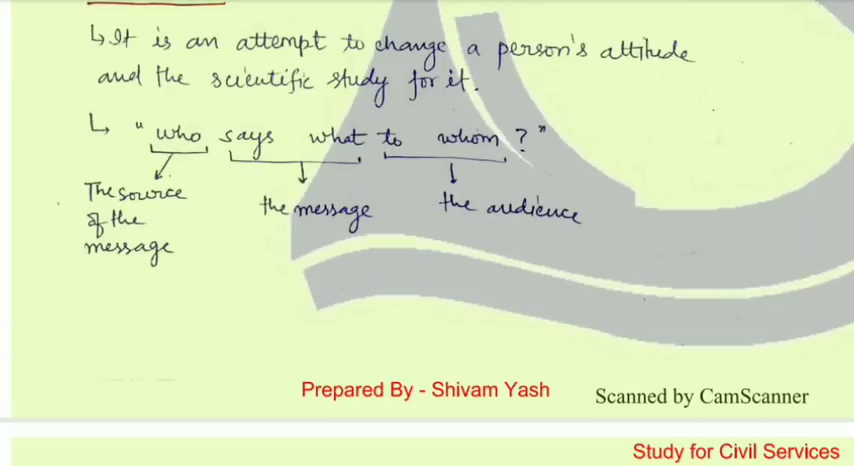 ↳ It is an attempt to change a person's attitude
and the scientific study for it.
↳ "who says what to whom?"
The source
of the
message
the message
the audience
Prepared By - Shivam Yash
Scanned by CamScanner
Study for Civil Services